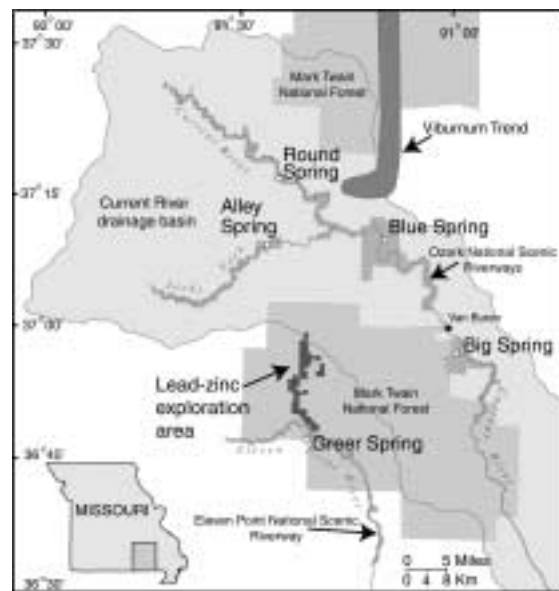 91°30'
91°00'
37°30'
Mark Twain
National Forest
Viburnum Trend
Round
Spring
37°15'
Current River
drainage basin
Alley
Spring
Blue Spring
Ozark National Scenic
Riverways
37°00'
Van Buren
Big Spring
Lead-zinc
exploration
area
Mark Twain
National Forest
Greer Spring
Eleven
MISSOURI
Eleven Point National Scenic
Riverway
0 5 Miles
0 4 8 Km
36°30'